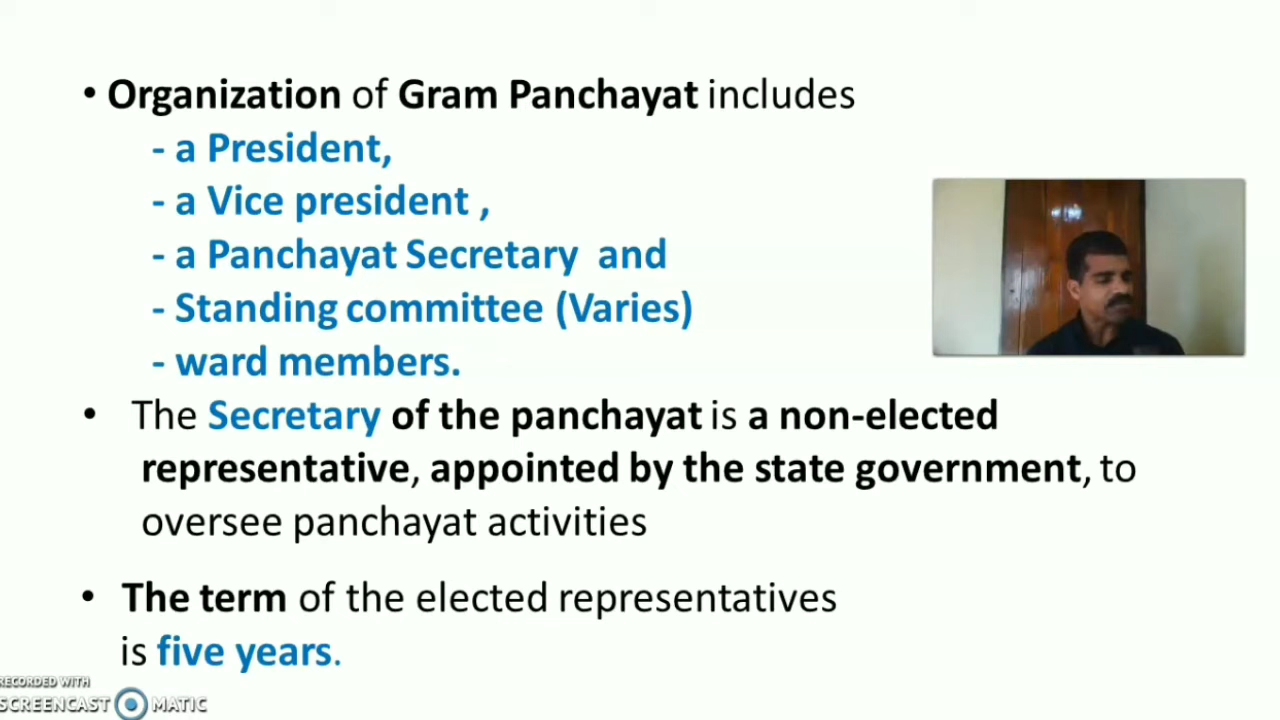 • Organization of Gram Panchayat includes
- a President,
- a Vice president ,
- a Panchayat Secretary and
- Standing committee (Varies)
- ward members.
• The Secretary of the panchayat is a non-elected
representative, appointed by the state government, to
oversee panchayat activities
• The term of the elected representatives
is five years.
RECORDED WITH
SCREENCAST MATIC